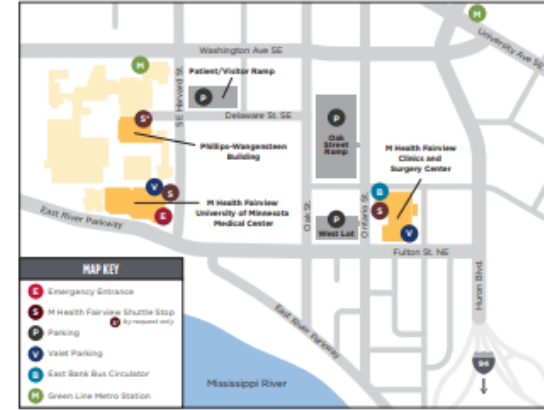 M
University Ave SE
Washington Ave SE
M
SE Harvard St.
Patient/Visitor Ramp
P
S*
Delaware St. SE
P
Oak
Street
Ramp
Phillips-Wangensteen
Building
M Health Fairview
Clinics and
Surgery Center
V
S
B
S
E
M Health Fairview
University of Minnesota
Medical Center
East River Parkway
Oak St.
P
West Lot
Ontario St.
V
Fulton St. NE
MAP KEY
E Emergency Entrance
S M Health Fairview Shuttle Stop
by request only
P Parking
V Valet Parking
B East Bank Bus Circulator
M Green Line Metro Station
East River Parkway
Huron Blvd.
94
Mississippi River